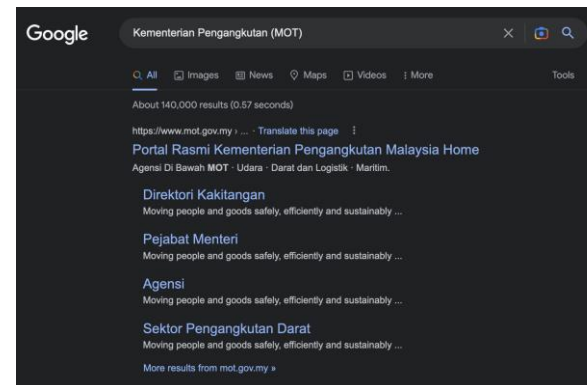 Google
Kementerian Pengangkutan (MOT)
All Images News Maps Videos More Tools
About 140,000 results (0.57 seconds)
https://www.mot.gov.my › ... · Translate this page
Portal Rasmi Kementerian Pengangkutan Malaysia Home
Agensi Di Bawah MOT · Udara · Darat dan Logistik · Maritim.
Direktori Kakitangan
Moving people and goods safely, efficiently and sustainably ...
Pejabat Menteri
Moving people and goods safely, efficiently and sustainably ...
Agensi
Moving people and goods safely, efficiently and sustainably ...
Sektor Pengangkutan Darat
Moving people and goods safely, efficiently and sustainably ...
More results from mot.gov.my »